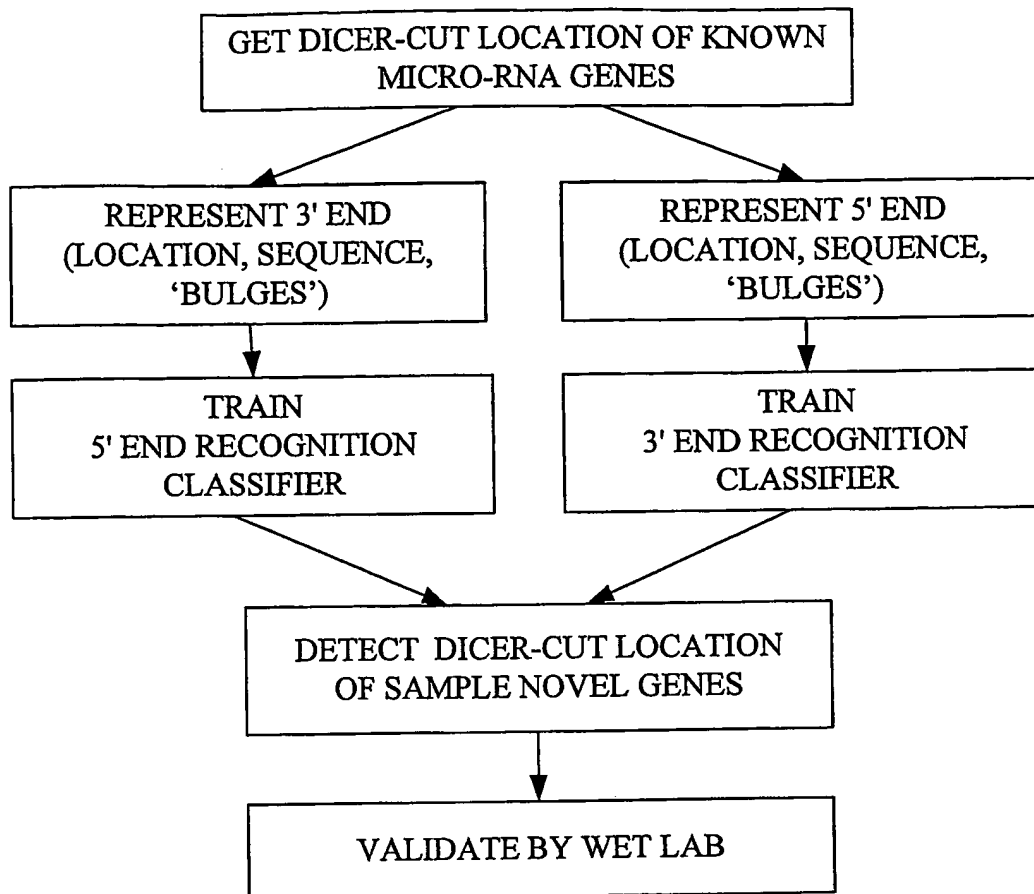 GET DICER-CUT LOCATION OF KNOWN
MICRO-RNA GENES
REPRESENT 3' END
(LOCATION, SEQUENCE,
‘BULGES’)
REPRESENT 5' END
(LOCATION, SEQUENCE,
‘BULGES’)
TRAIN
5' END RECOGNITION
CLASSIFIER
TRAIN
3' END RECOGNITION
CLASSIFIER
DETECT DICER-CUT LOCATION
OF SAMPLE NOVEL GENES
VALIDATE BY WET LAB